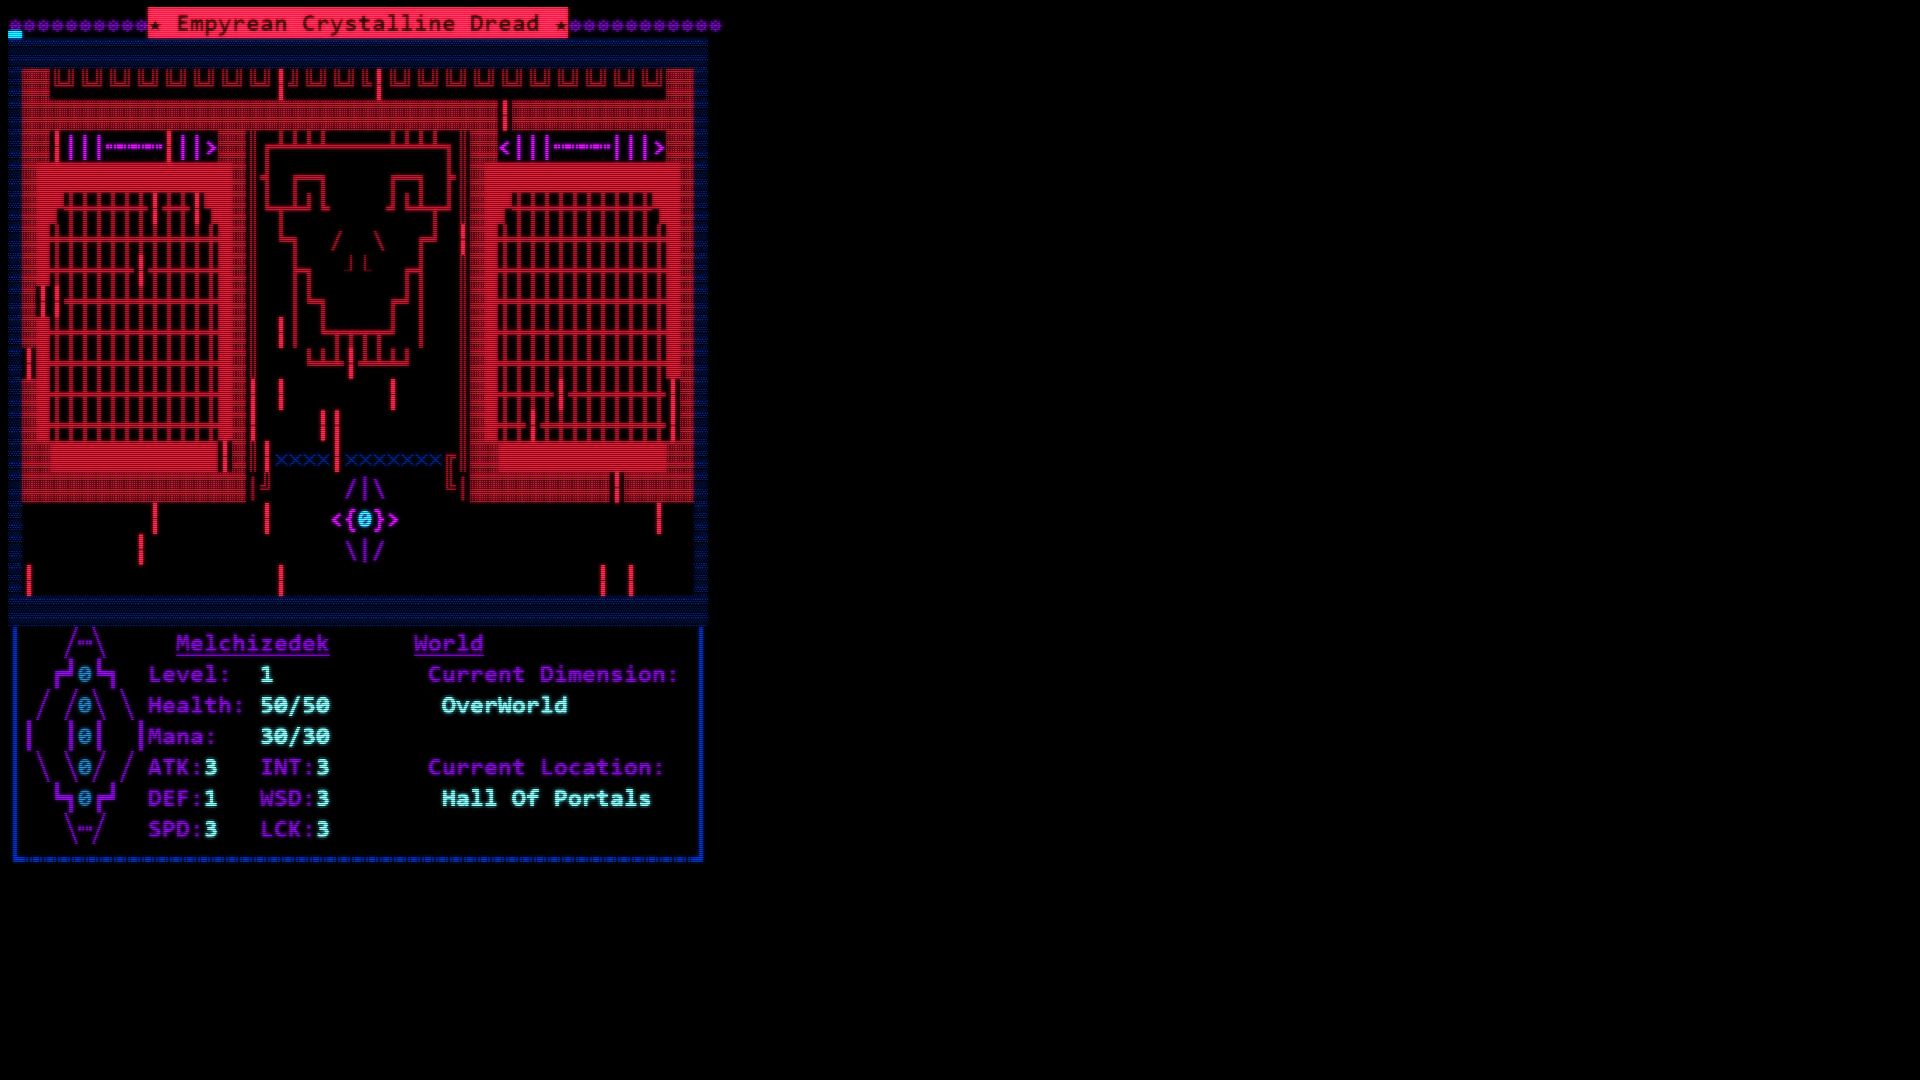 ★ Empyrean Crystalline Dread ★
Melchizedek World
Level: 1 Current Dimension:
Health: 50/50 OverWorld
Mana: 30/30
ATK:3 INT:3 Current Location:
DEF:1 WSD:3 Hall Of Portals
SPD:3 LCK:3